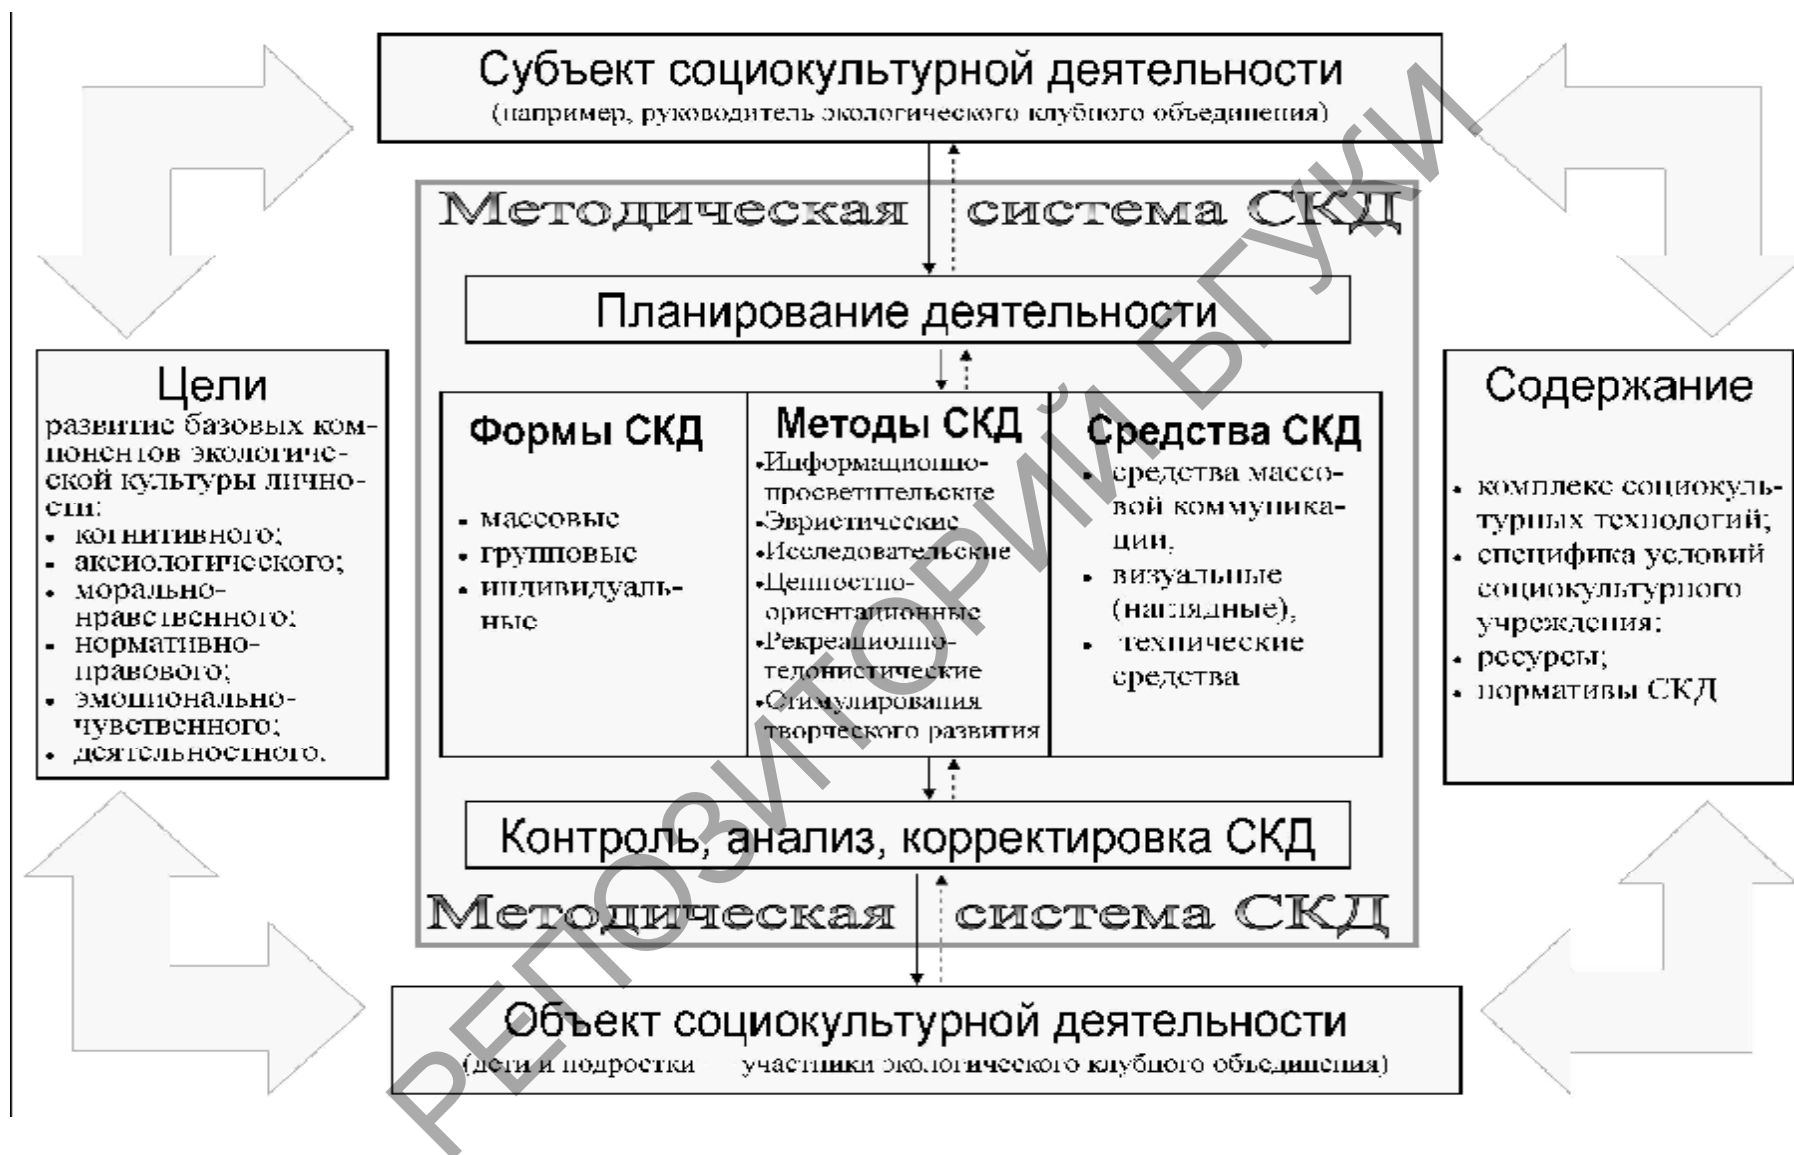 Субъект социокультурной деятельности
(например, руководитель экологического клубного объединения)
Методическая система СКД
Планирование деятельности
Цели
развитие базовых ком-
понентов экологиче-
ской культуры лично-
сти:
• когнитивного;
• аксиологического;
• морально-
нравственного;
• нормативно-
правового;
• эмоционально-
чувственного;
• деятельностного.
Формы СКД
• массовые
• групповые
• индивидуаль-
ные
Методы СКД
•Информационно-
просветительские
•Эвристические
•Исследовательские
•Ценностно-
ориентационные
•Рекреационно-
гедонистические
•Стимулирования
творческого развития
Средства СКД
• средства массо-
вой коммуника-
ции,
• визуальные
(наглядные),
• технические
средства
Содержание
• комплекс социокуль-
турных технологий;
• специфика условий
социокультурного
учреждения;
• ресурсы;
• нормативы СКД
Контроль, анализ, корректировка СКД
Методическая система СКД
Объект социокультурной деятельности
(дети и подростки — участники экологического клубного объединения)
РЕПОЗИТОРИЙ БГУКИ